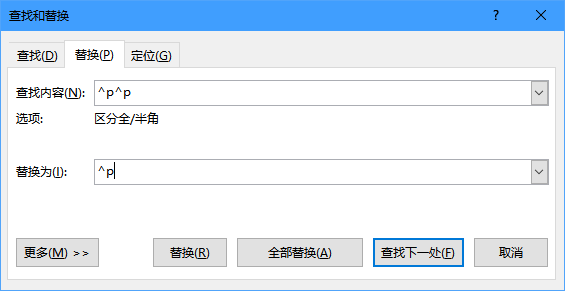 查找和替换
查找(D) 替换(P) 定位(G)
查找内容(N): ^p^p
选项: 区分全/半角
替换为(I): ^p
更多(M) >> 替换(R) 全部替换(A) 查找下一处(F) 取消